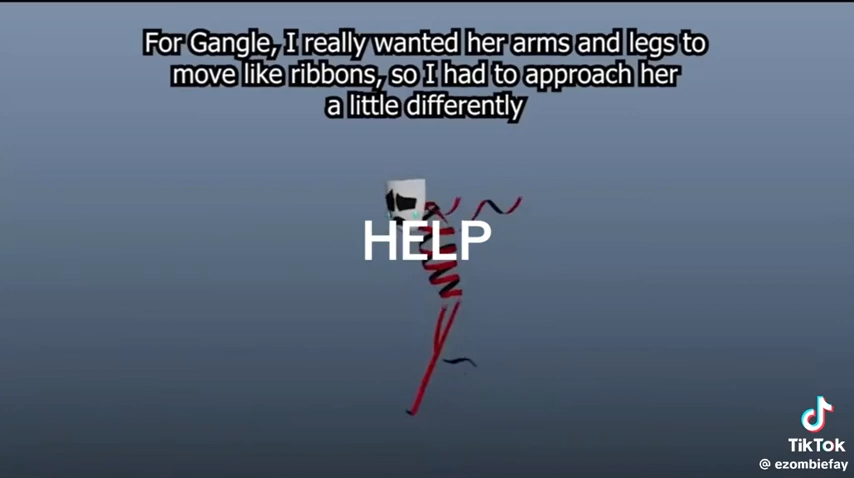 For Gangle, I really wanted her arms and legs to
move like ribbons, so I had to approach her
a little differently
HELP
TikTok
@ ezombiefay